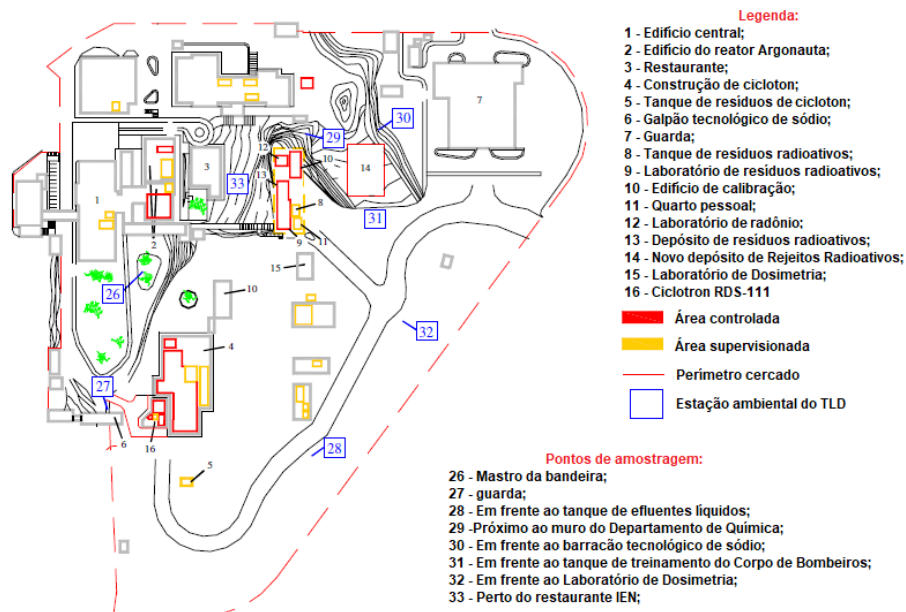 Legenda:
1 - Edifício central;
2 - Edificio do reator Argonauta;
3 - Restaurante;
4 - Construção de cicloton;
5 - Tanque de resíduos de cicloton;
6 - Galpão tecnológico de sódio;
7 - Guarda;
8 - Tanque de resíduos radioativos;
9 - Laboratório de resíduos radioativos;
10 - Edificio de calibração;
11 - Quarto pessoal;
12 - Laboratório de radônio;
13 - Depósito de resíduos radioativos;
14 - Novo depósito de Rejeitos Radioativos;
15 - Laboratório de Dosimetria;
16 - Ciclotron RDS-111
Área controlada
Área supervisionada
Perímetro cercado
Estação ambiental do TLD
7
30
29
12
10
14
3
13
33
1
8
31
9
11
2
15
26
10
32
4
27
6
16
28
5
Pontos de amostragem:
26 - Mastro da bandeira;
27 - guarda;
28 - Em frente ao tanque de efluentes líquidos;
29 -Próximo ao muro do Departamento de Química;
30 - Em frente ao barracão tecnológico de sódio;
31 - Em frente ao tanque de treinamento do Corpo de Bombeiros;
32 - Em frente ao Laboratório de Dosimetria;
33 - Perto do restaurante IEN;